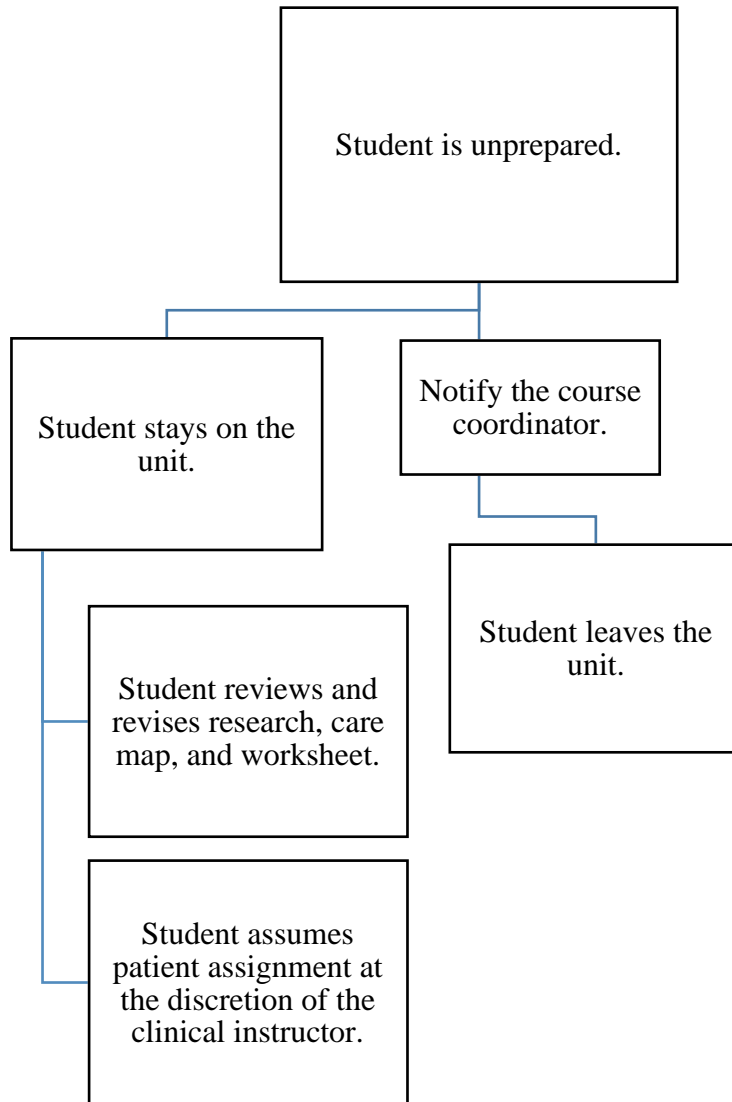 Student is unprepared.
Student stays on the
unit.
Notify the course
coordinator.
Student leaves the
unit.
Student reviews and
revises research, care
map, and worksheet.
Student assumes
patient assignment at
the discretion of the
clinical instructor.